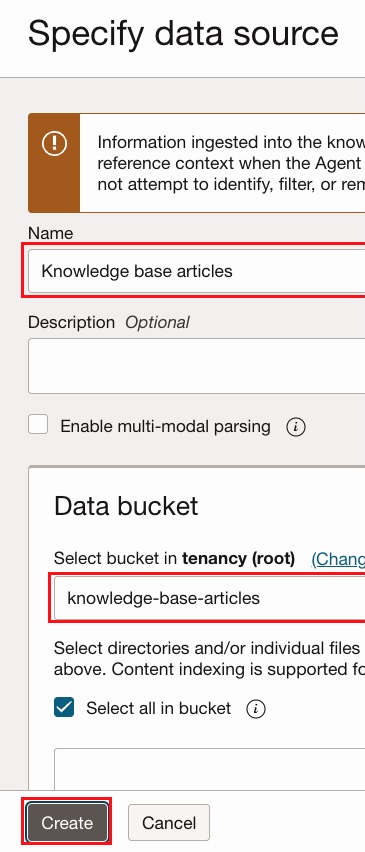 Specify data source
Information ingested into the know
reference context when the Agent
not attempt to identify, filter, or rem
Name
Knowledge base articles
Description Optional
Enable multi-modal parsing
Data bucket
Select bucket in tenancy (root) (Chang
knowledge-base-articles
Select directories and/or individual files
above. Content indexing is supported fo
Select all in bucket
Create Cancel